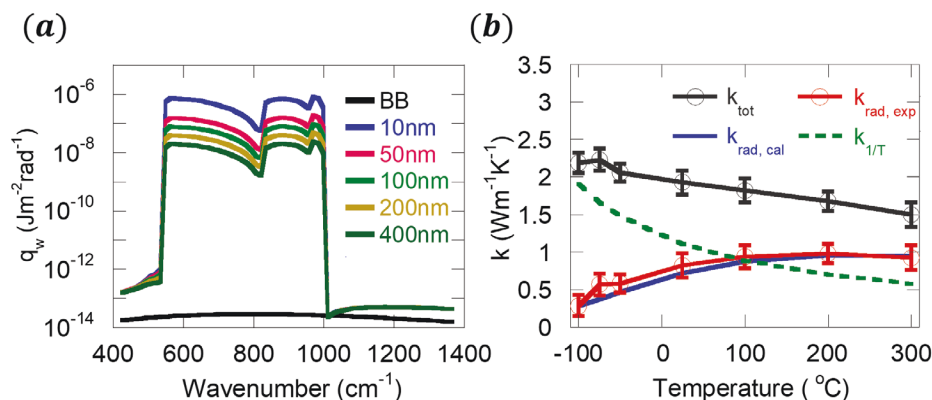 (a)
10⁻⁶
10⁻⁸
10⁻¹⁰
10⁻¹²
10⁻¹⁴
q_w (Jm⁻²rad⁻¹)
BB
10nm
50nm
100nm
200nm
400nm
400 600 800 1000 1200 1400
Wavenumber (cm⁻¹)
(b)
3.5
3
2.5
2
1.5
1
0.5
0
k (Wm⁻¹K⁻¹)
k_tot k_rad, exp
k_rad, cal k_1/T
-100 0 100 200 300
Temperature ( °C)